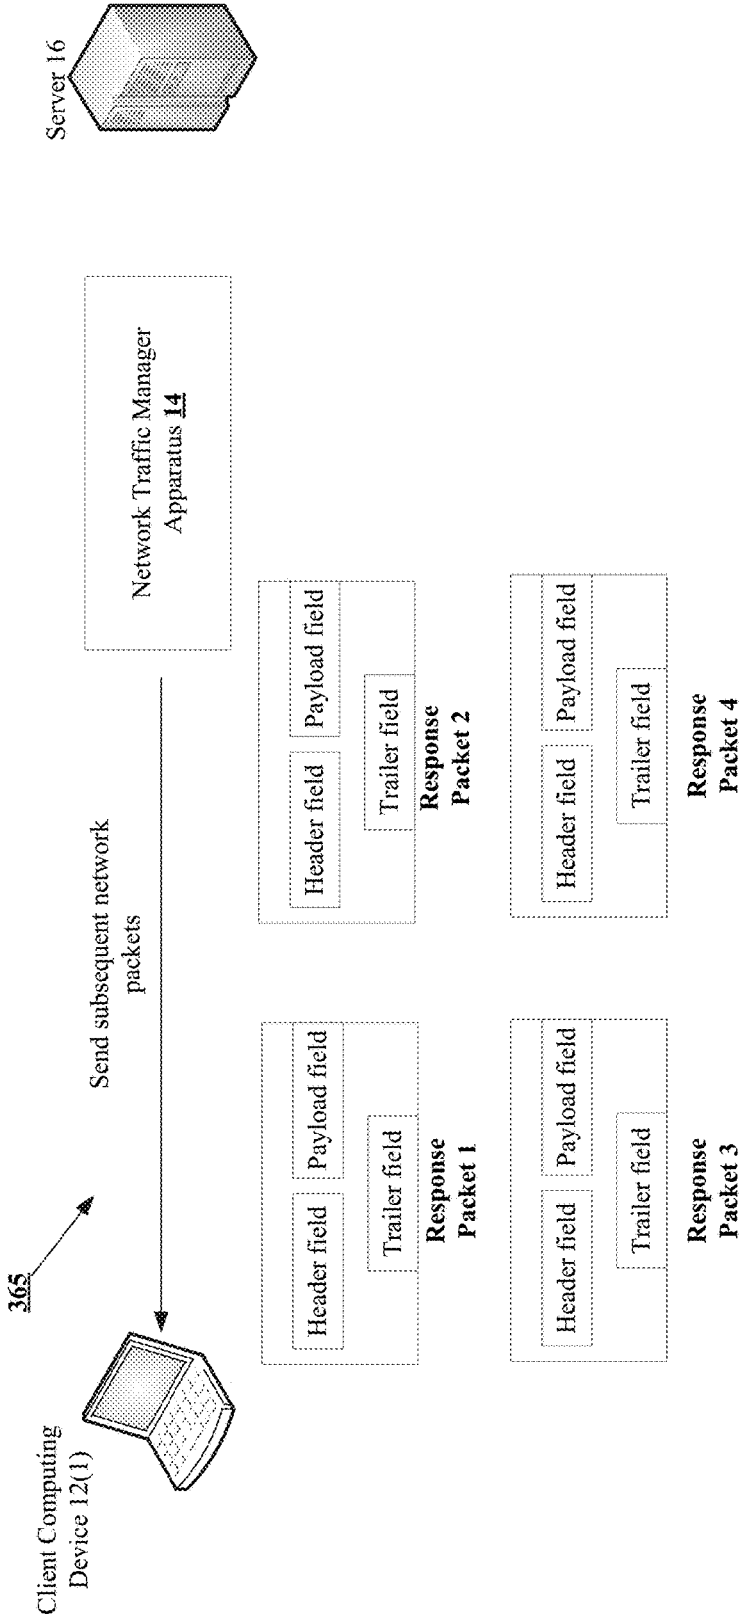 365
Client Computing
Device 12(1)
Send subsequent network
packets
Network Traffic Manager
Apparatus 14
Server 16
Header field
Payload field
Trailer field
Response
Packet 1
Header field
Payload field
Trailer field
Response
Packet 2
Header field
Payload field
Trailer field
Response
Packet 3
Header field
Payload field
Trailer field
Response
Packet 4